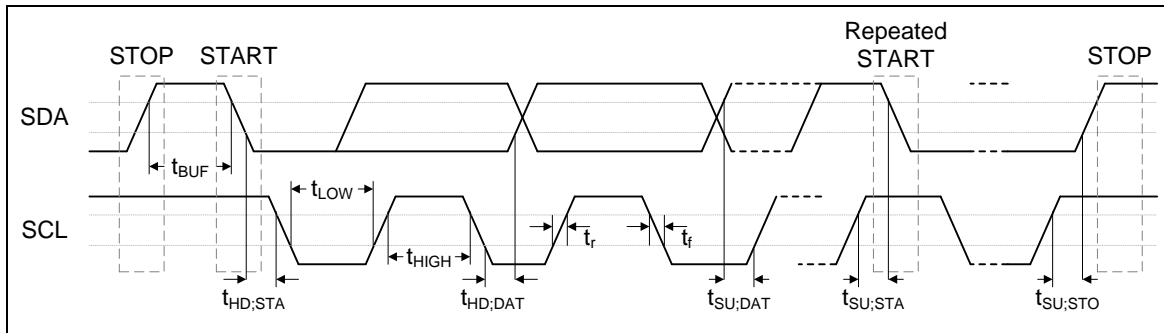 Repeated
STOP
START
START
STOP
SDA
tBUF
tLOW
SCL
tHIGH
tr
tf
tHD;STA
tHD;DAT
tSU;DAT
tSU;STA
tSU;STO